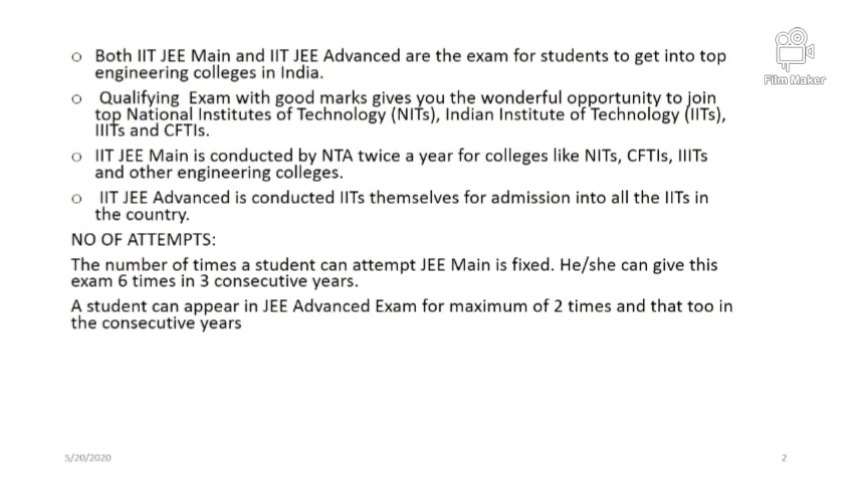 o Both IIT JEE Main and IIT JEE Advanced are the exam for students to get into top
engineering colleges in India.
o Qualifying Exam with good marks gives you the wonderful opportunity to join
top National Institutes of Technology (NITs), Indian Institute of Technology (IITs),
IIITs and CFTIs.
o IIT JEE Main is conducted by NTA twice a year for colleges like NITs, CFTIs, IIITs
and other engineering colleges.
o IIT JEE Advanced is conducted IITs themselves for admission into all the IITs in
the country.
NO OF ATTEMPTS:
The number of times a student can attempt JEE Main is fixed. He/she can give this
exam 6 times in 3 consecutive years.
A student can appear in JEE Advanced Exam for maximum of 2 times and that too in
the consecutive years
Film Maker
5/20/2020
2